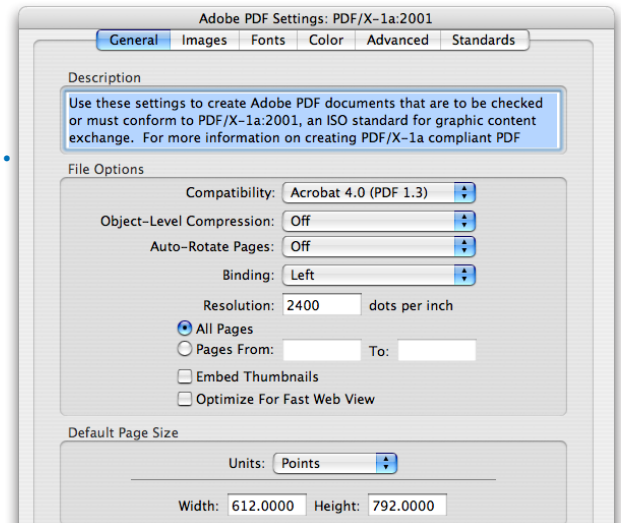 Adobe PDF Settings: PDF/X-1a:2001
General Images Fonts Color Advanced Standards
Description
Use these settings to create Adobe PDF documents that are to be checked
or must conform to PDF/X-1a:2001, an ISO standard for graphic content
exchange. For more information on creating PDF/X-1a compliant PDF
File Options
Compatibility: Acrobat 4.0 (PDF 1.3)
Object-Level Compression: Off
Auto-Rotate Pages: Off
Binding: Left
Resolution: 2400 dots per inch
All Pages
Pages From: To:
Embed Thumbnails
Optimize For Fast Web View
Default Page Size
Units: Points
Width: 612.0000 Height: 792.0000